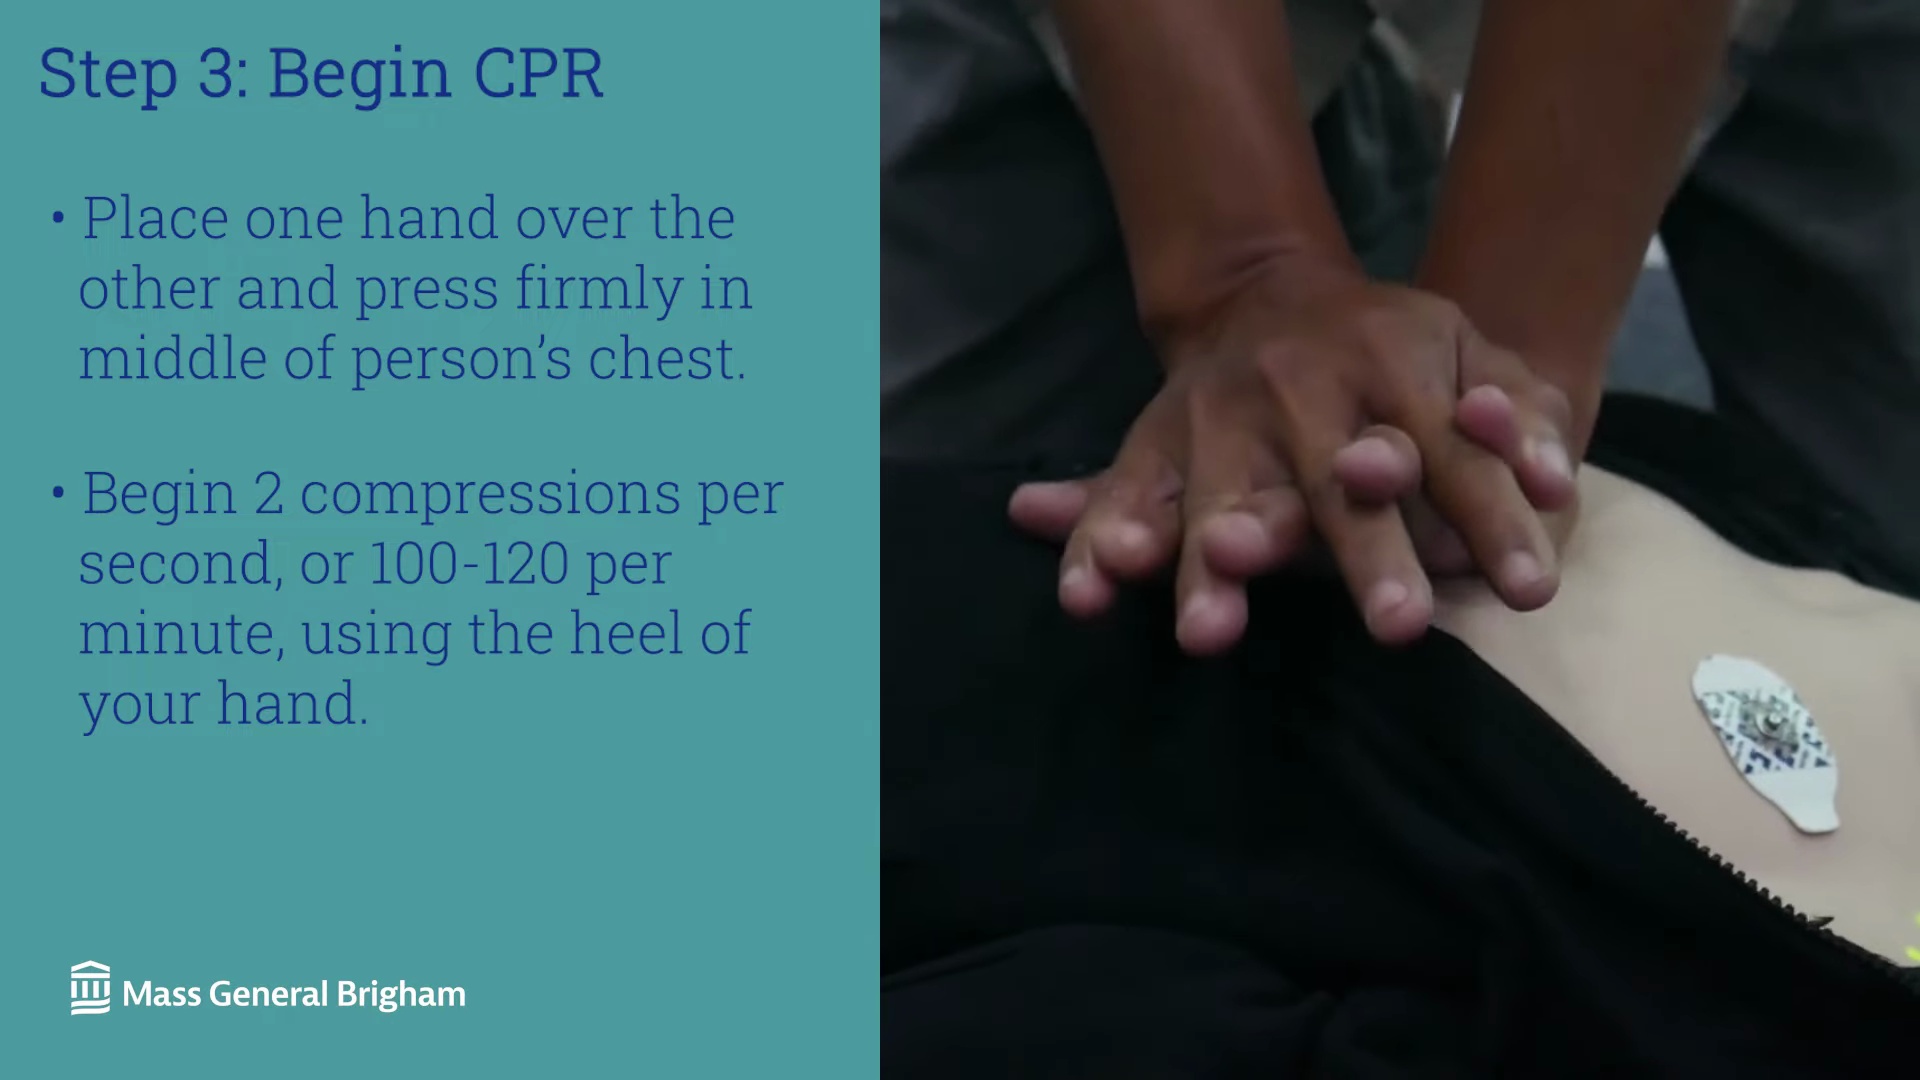 Step 3: Begin CPR
• Place one hand over the
other and press firmly in
middle of person’s chest.
• Begin 2 compressions per
second, or 100-120 per
minute, using the heel of
your hand.
Mass General Brigham